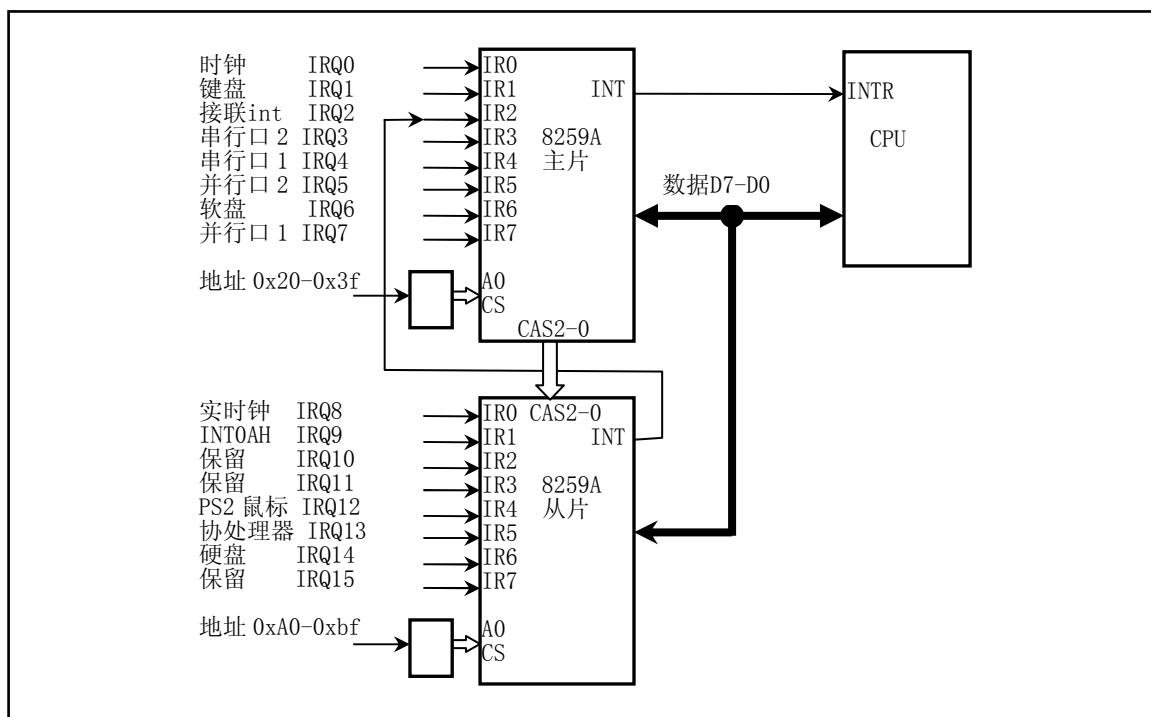 时钟 IRQ0
键盘 IRQ1
接联int IRQ2
串行口 2 IRQ3
串行口 1 IRQ4
并行口 2 IRQ5
软盘 IRQ6
并行口 1 IRQ7
地址 0x20-0x3f
IR0
IR1
IR2
IR3
IR4
IR5
IR6
IR7
A0
CS
INT
8259A
主片
CAS2-0
INTR
CPU
数据D7-D0
实时钟 IRQ8
INT0AH IRQ9
保留 IRQ10
保留 IRQ11
PS2 鼠标 IRQ12
协处理器 IRQ13
硬盘 IRQ14
保留 IRQ15
地址 0xA0-0xbf
IR0
IR1
IR2
IR3
IR4
IR5
IR6
IR7
A0
CS
CAS2-0
INT
8259A
从片